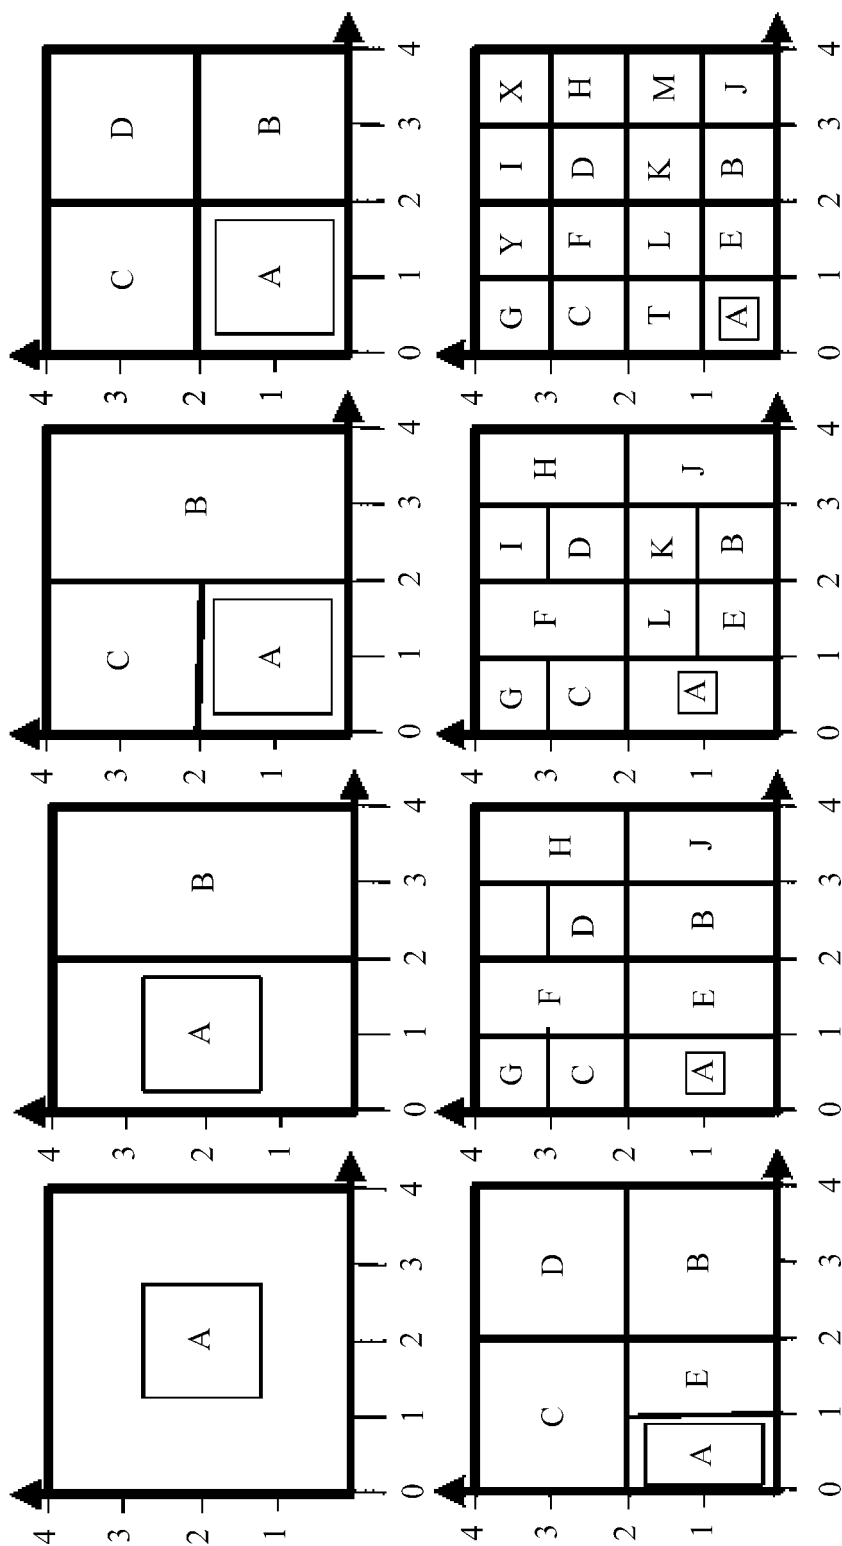 4
3
2 A
1
0 1 2 3 4
4
3
2 A B
1
0 1 2 3 4
4
3 C
2 B
1 A
0 1 2 3 4
4
3 C D
2
1 A B
0 1 2 3 4
4
3 C D
2
1 A E B
0 1 2 3 4
4
G
3 F H
C D
2
1 A E B J
0 1 2 3 4
4
G I
3 F H
C D
2
L K
1 A J
E B
0 1 2 3 4
4
G Y I X
3
C F D H
2
T L K M
1
A E B J
0 1 2 3 4